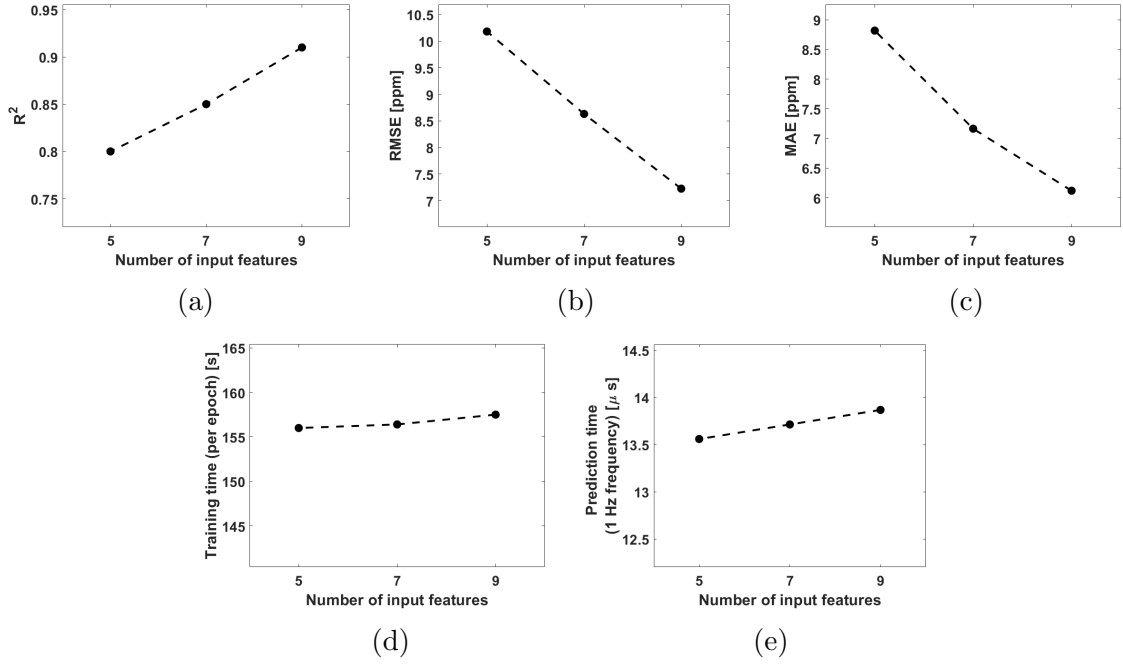 0.95
0.9
0.85
0.8
0.75
R²
5 7 9
Number of input features
(a)
10.5
10
9.5
9
8.5
8
7.5
7
RMSE [ppm]
5 7 9
Number of input features
(b)
9
8.5
8
7.5
7
6.5
6
MAE [ppm]
5 7 9
Number of input features
(c)
165
160
155
150
145
Training time (per epoch) [s]
5 7 9
Number of input features
(d)
14.5
14
13.5
13
12.5
Prediction time
(1 Hz frequency) [μ s]
5 7 9
Number of input features
(e)